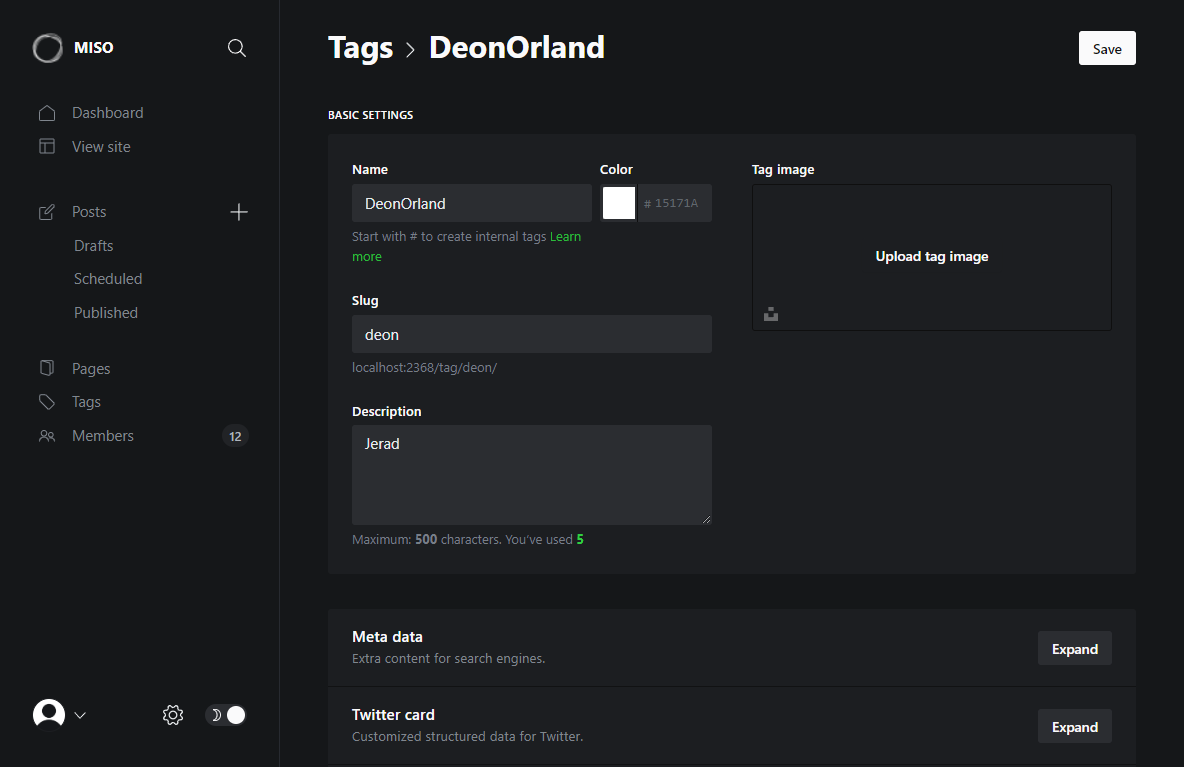 MISO
Dashboard
View site
Posts
Drafts
Scheduled
Published
Pages
Tags
Members 12
Tags > DeonOrland
Save
BASIC SETTINGS
Name
DeonOrland
Start with # to create internal tags Learn
more
Color
# 15171A
Slug
deon
localhost:2368/tag/deon/
Description
Jerad
Maximum: 500 characters. You've used 5
Tag image
Upload tag image
Meta data
Extra content for search engines.
Expand
Twitter card
Customized structured data for Twitter.
Expand